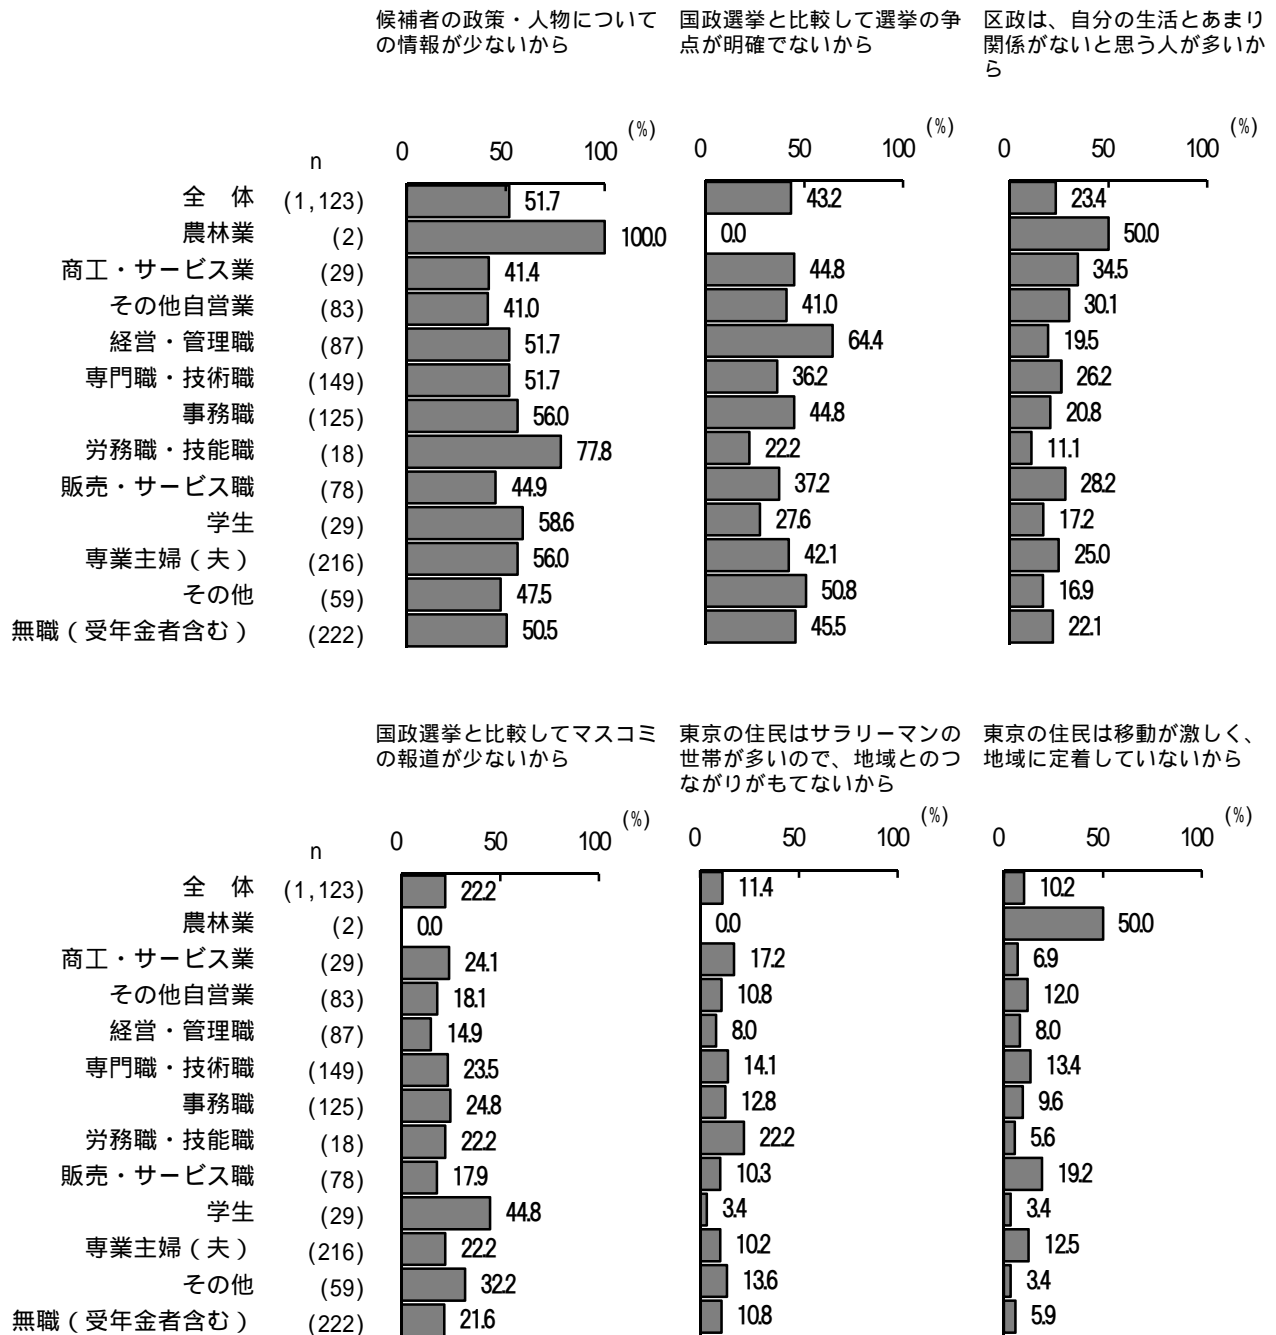 候補者の政策・人物について
の情報が少ないから
国政選挙と比較して選挙の争
点が明確でないから
区政は、自分の生活とあまり
関係がないと思う人が多いか
ら
(%) (%) (%)
n 0 50 100 0 50 100 0 50 100
全 体 (1,123) 51.7 43.2 23.4
農林業 (2) 100.0 0.0 50.0
商工・サービス業 (29) 41.4 44.8 34.5
その他自営業 (83) 41.0 41.0 30.1
経営・管理職 (87) 51.7 64.4 19.5
専門職・技術職 (149) 51.7 36.2 26.2
事務職 (125) 56.0 44.8 20.8
労務職・技能職 (18) 77.8 22.2 11.1
販売・サービス職 (78) 44.9 37.2 28.2
学生 (29) 58.6 27.6 17.2
専業主婦(夫) (216) 56.0 42.1 25.0
その他 (59) 47.5 50.8 16.9
無職(受年金者含む) (222) 50.5 45.5 22.1
国政選挙と比較してマスコミ
の報道が少ないから
東京の住民はサラリーマンの
世帯が多いので、地域とのつ
ながりがもてないから
東京の住民は移動が激しく、
地域に定着していないから
(%) (%) (%)
n 0 50 100 0 50 100 0 50 100
全 体 (1,123) 22.2 11.4 10.2
農林業 (2) 0.0 0.0 50.0
商工・サービス業 (29) 24.1 17.2 6.9
その他自営業 (83) 18.1 10.8 12.0
経営・管理職 (87) 14.9 8.0 8.0
専門職・技術職 (149) 23.5 14.1 13.4
事務職 (125) 24.8 12.8 9.6
労務職・技能職 (18) 22.2 22.2 5.6
販売・サービス職 (78) 17.9 10.3 19.2
学生 (29) 44.8 3.4 3.4
専業主婦(夫) (216) 22.2 10.2 12.5
その他 (59) 32.2 13.6 3.4
無職(受年金者含む) (222) 21.6 10.8 5.9